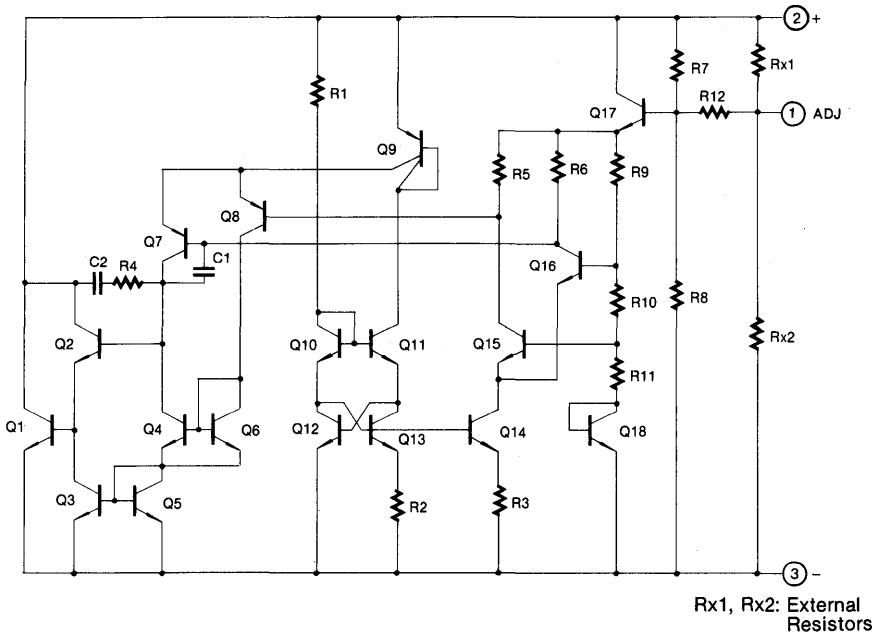 2 +
R1
R7
Rx1
Q17
R12
1 ADJ
Q9
R5
R6
R9
Q8
Q7
C2
R4
C1
Q16
R10
R8
Q2
Q10
Q11
Q15
Rx2
R11
Q1
Q4
Q6
Q12
Q13
Q14
Q18
Q3
Q5
R2
R3
3 −
Rx1, Rx2: External
Resistors